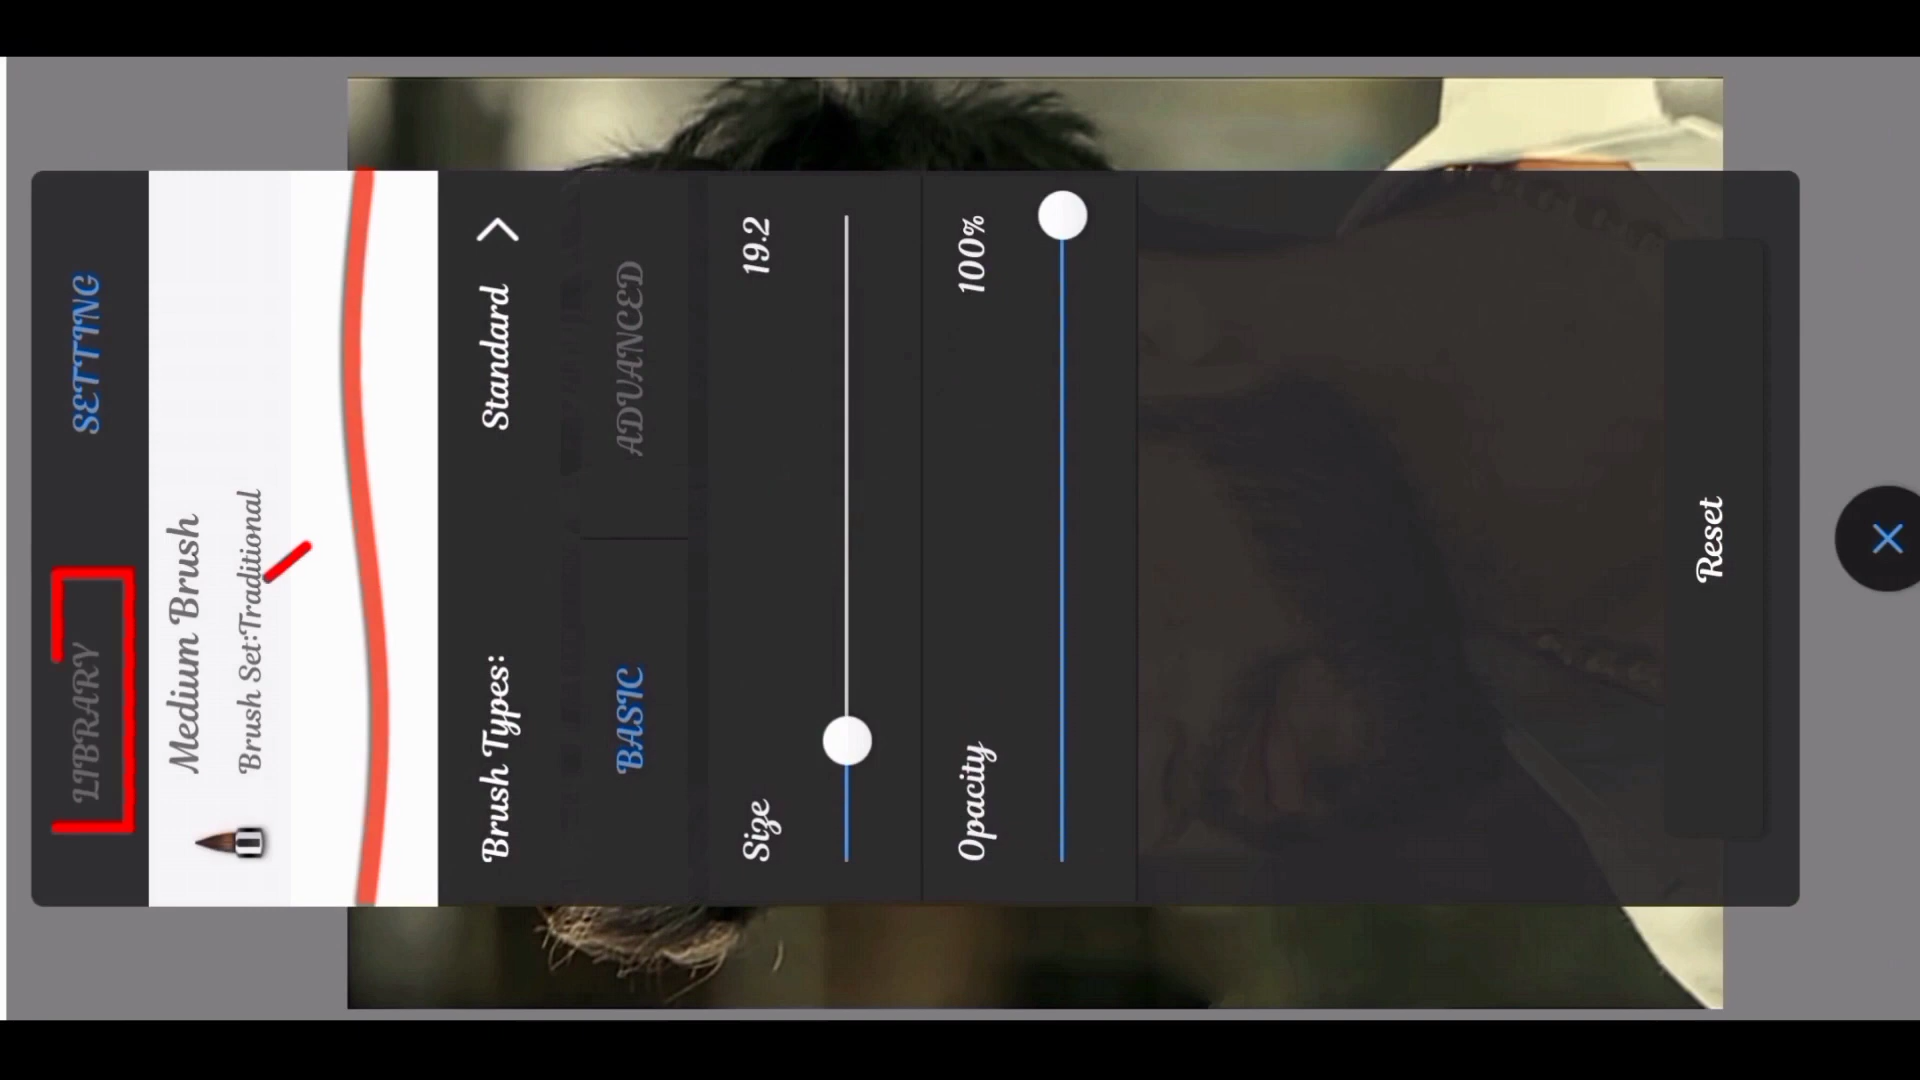 LIBRARY SETTING
Medium Brush
Brush Set:Traditional
Brush Types: Standard
BASIC ADVANCED
Size 19.2
Opacity 100%
Reset